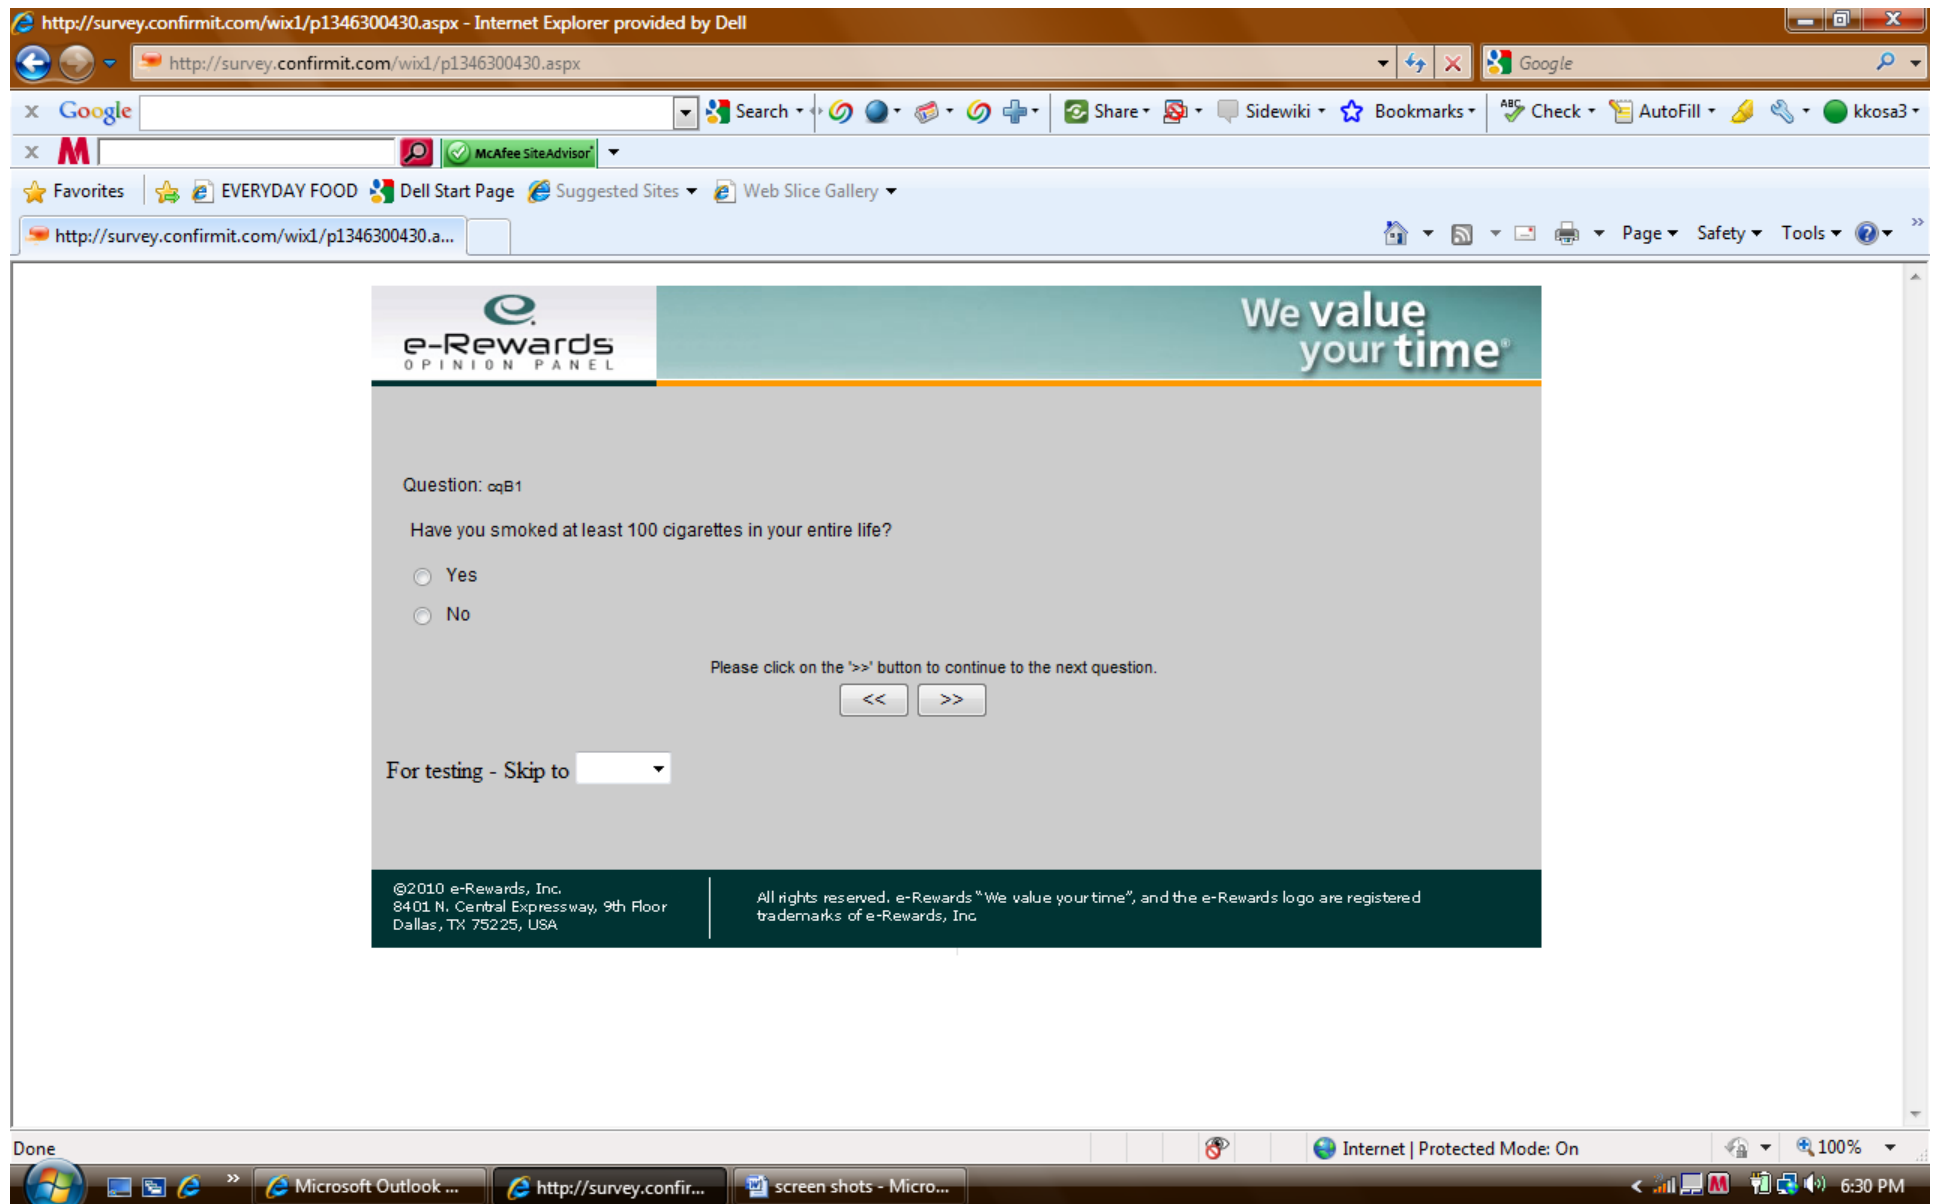 http://survey.confirmit.com/wix1/p1346300430.aspx - Internet Explorer provided by Dell
http://survey.confirmit.com/wix1/p1346300430.aspx
Google
Google Search Share Sidewiki Bookmarks ABC Check AutoFill kkosa3
M McAfee SiteAdvisor
Favorites EVERYDAY FOOD Dell Start Page Suggested Sites Web Slice Gallery
http://survey.confirmit.com/wix1/p1346300430.a... Page Safety Tools
e-Rewards
OPINION PANEL
We value
your time®
Question: cqB1
Have you smoked at least 100 cigarettes in your entire life?
Yes
No
Please click on the '>>' button to continue to the next question.
<< >>
For testing - Skip to
©2010 e-Rewards, Inc.
8401 N. Central Expressway, 9th Floor
Dallas, TX 75225, USA
All rights reserved. e-Rewards "We value your time", and the e-Rewards logo are registered
trademarks of e-Rewards, Inc
Done Internet | Protected Mode: On 100%
Microsoft Outlook ... http://survey.confir... screen shots - Micro... 6:30 PM